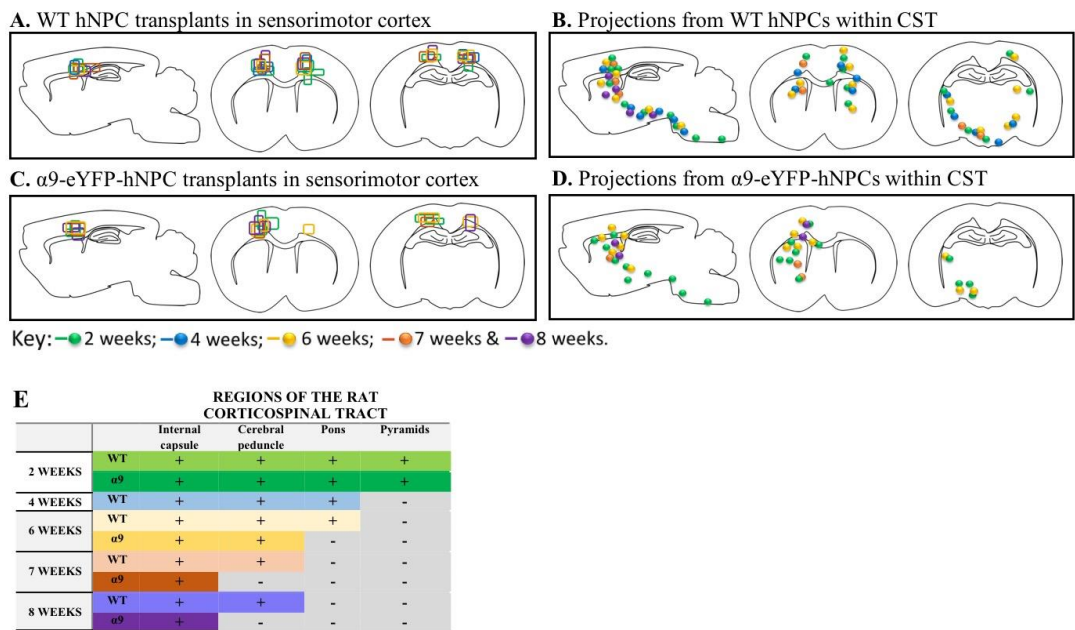 A. WT hNPC transplants in sensorimotor cortex
B. Projections from WT hNPCs within CST
C. α9-eYFP-hNPC transplants in sensorimotor cortex
D. Projections from α9-eYFP-hNPCs within CST
Key: 2 weeks; 4 weeks; 6 weeks; 7 weeks & 8 weeks.
E
REGIONS OF THE RAT
CORTICOSPINAL TRACT
Internal capsule Cerebral peduncle Pons Pyramids
2 WEEKS WT + + + +
α9 + + + +
4 WEEKS WT + + + -
6 WEEKS WT + + + -
α9 + + - -
7 WEEKS WT + + - -
α9 + - - -
8 WEEKS WT + + - -
α9 + - - -